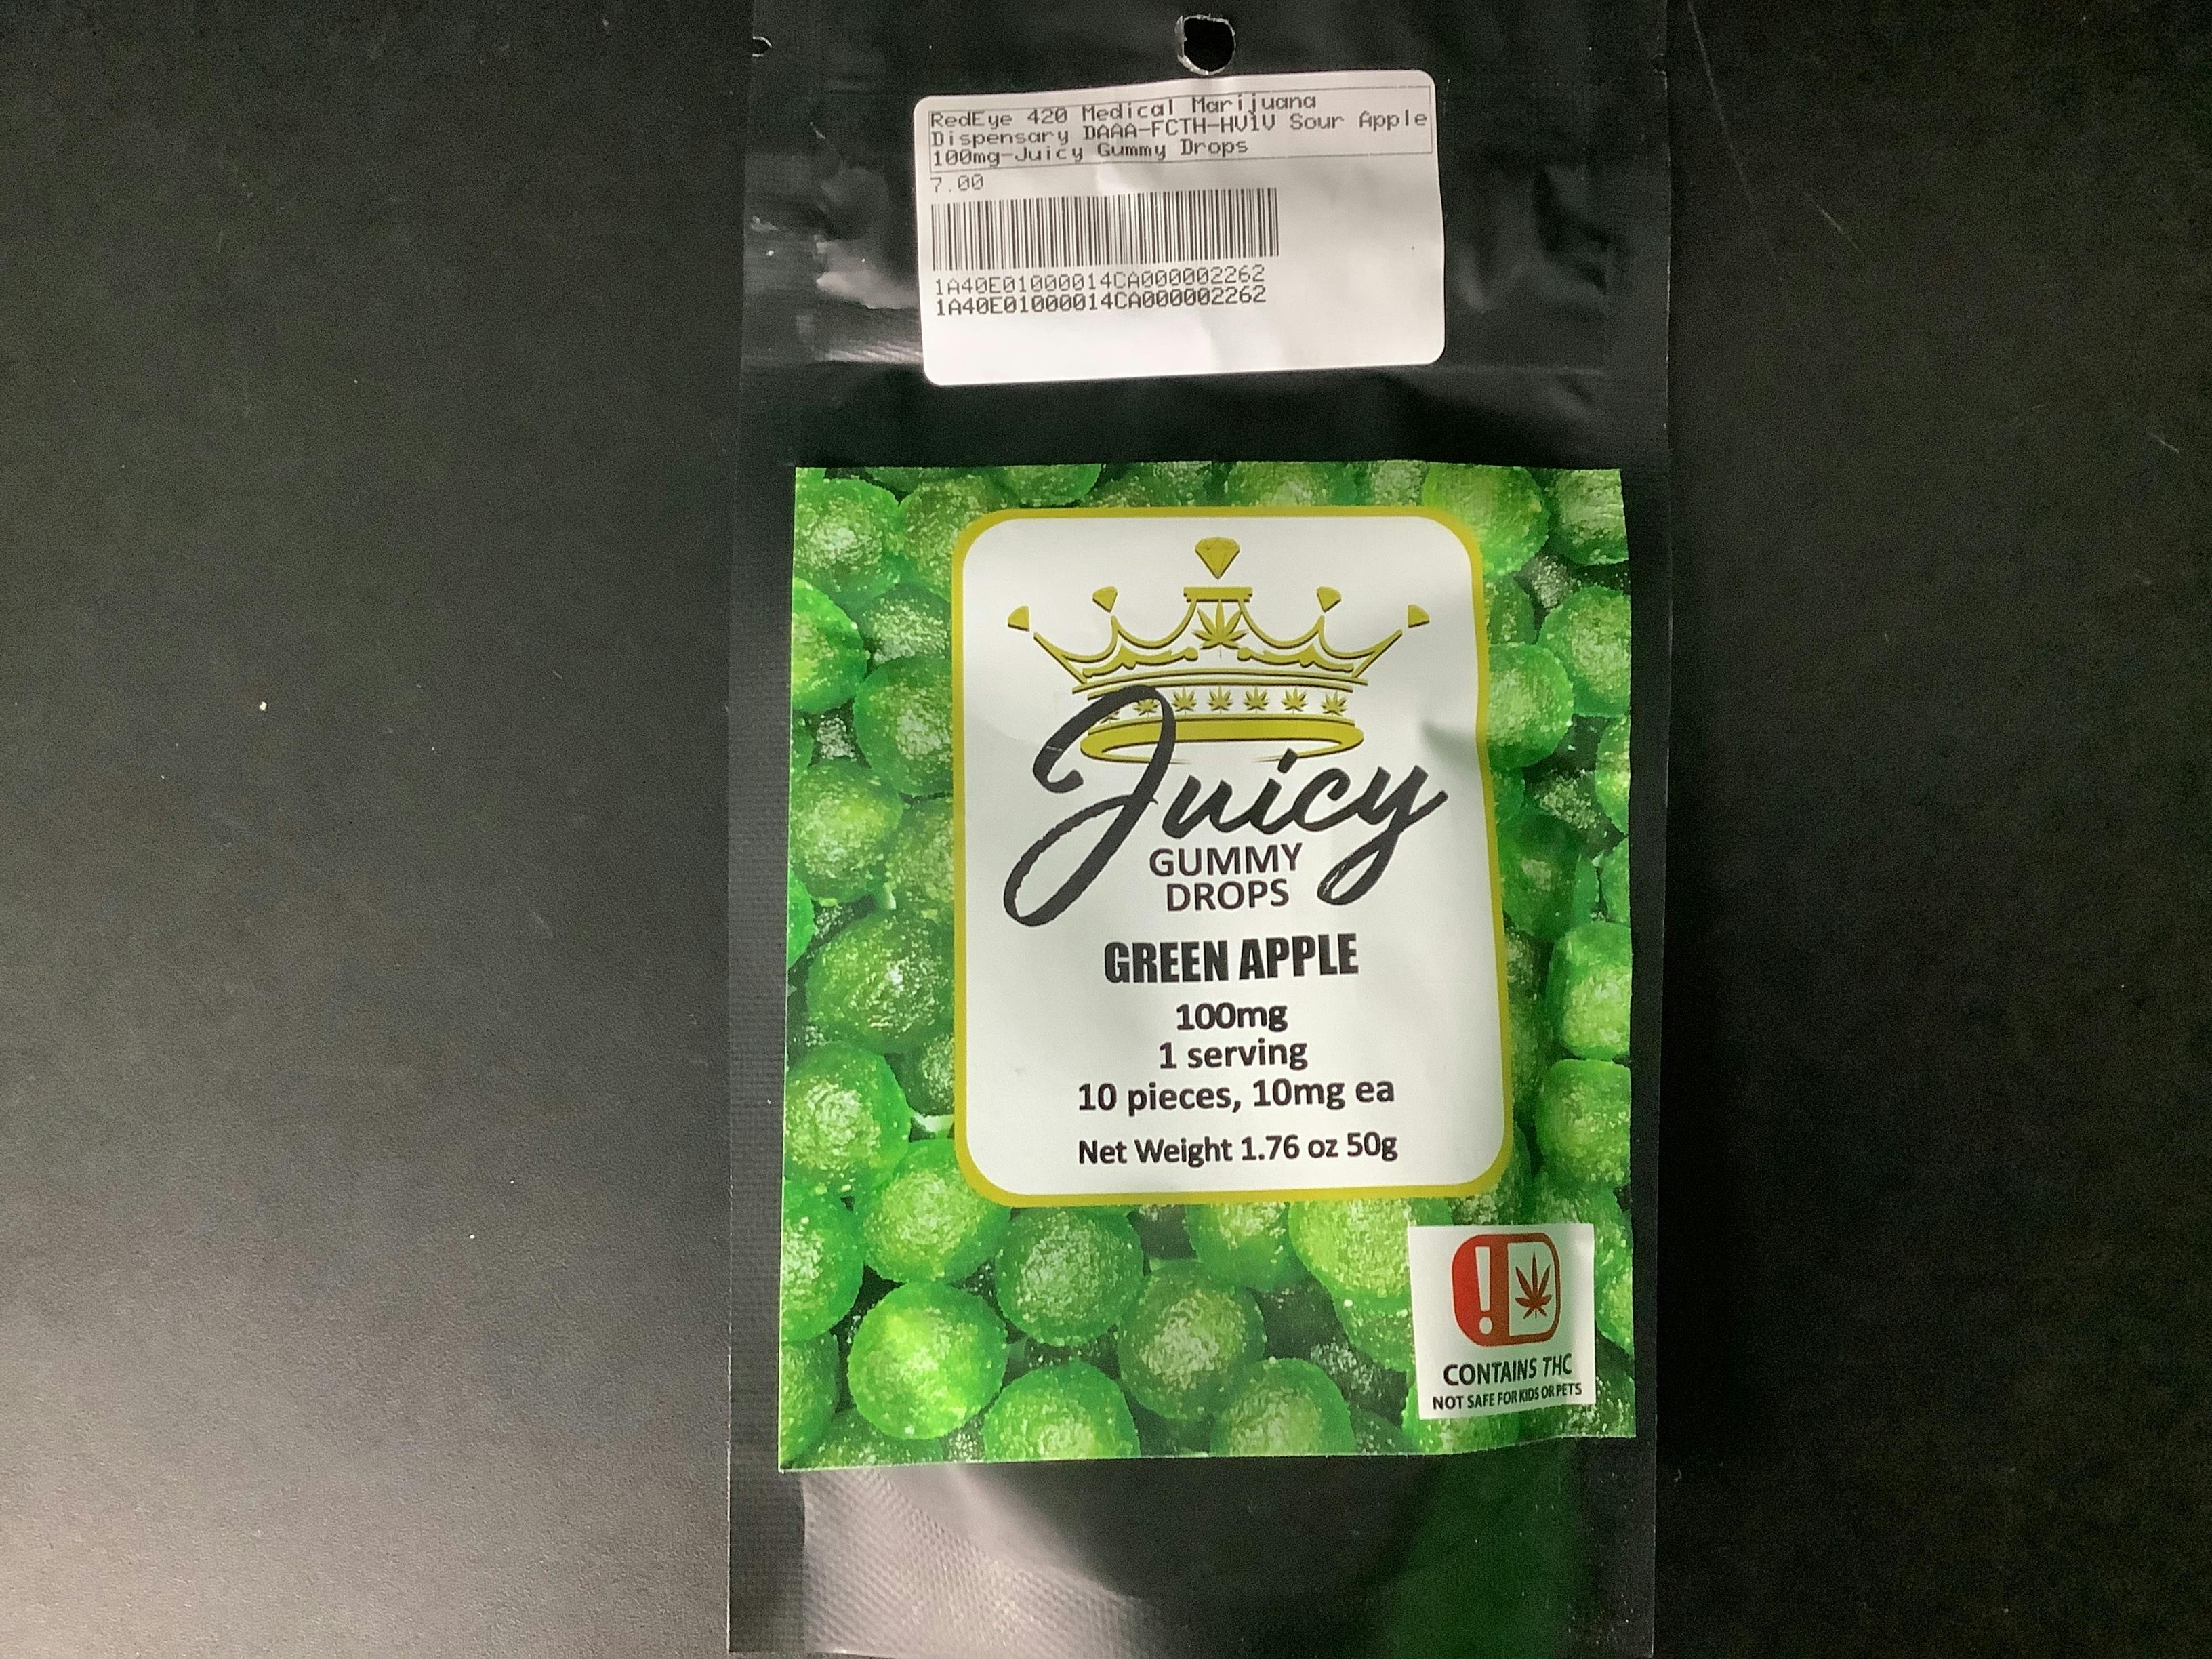 RedEye 420 Medical Marijuana
Dispensary DAAA-FCTH-HV1V Sour Apple
100mg-Juicy Gummy Drops
7.00
1A40E01000014CA000002262
1A40E01000014CA000002262
Juicy
GUMMY
DROPS
GREEN APPLE
100mg
1 serving
10 pieces, 10mg ea
Net Weight 1.76 oz 50g
!
CONTAINS THC
NOT SAFE FOR KIDS OR PETS